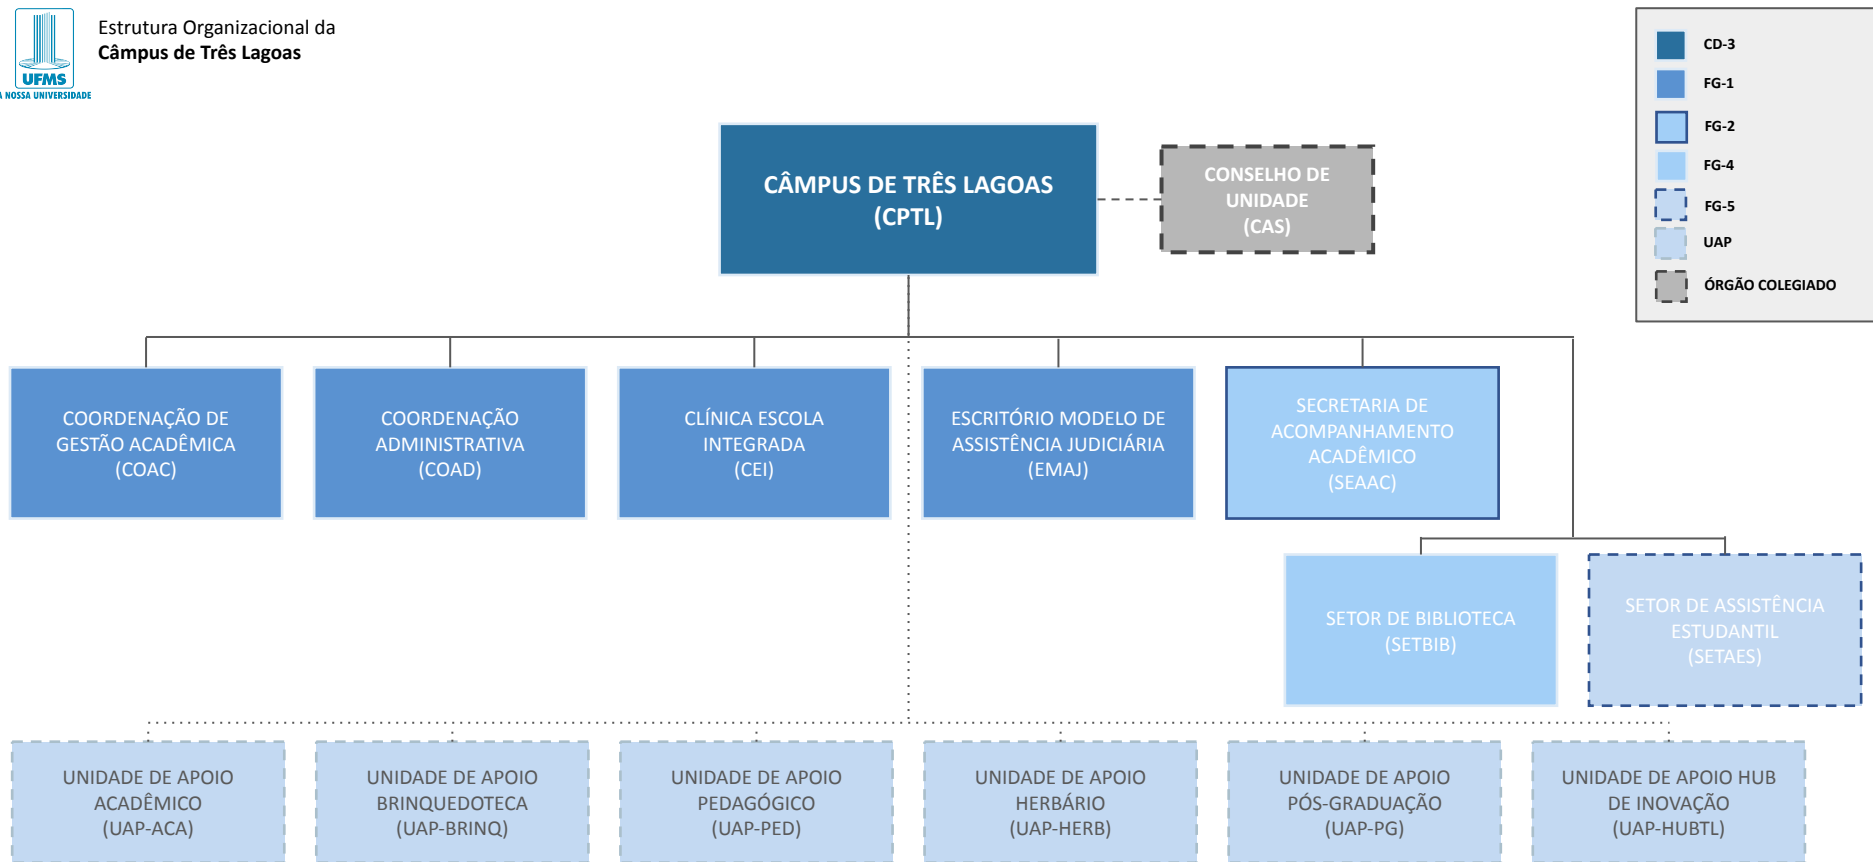 Estrutura Organizacional da
Câmpus de Três Lagoas
UFMS
A NOSSA UNIVERSIDADE
CD-3
FG-1
FG-2
FG-4
FG-5
UAP
ÓRGÃO COLEGIADO
CÂMPUS DE TRÊS LAGOAS
(CPTL)
CONSELHO DE
UNIDADE
(CAS)
COORDENAÇÃO DE
GESTÃO ACADÊMICA
(COAC)
COORDENAÇÃO
ADMINISTRATIVA
(COAD)
CLÍNICA ESCOLA
INTEGRADA
(CEI)
ESCRITÓRIO MODELO DE
ASSISTÊNCIA JUDICIÁRIA
(EMAJ)
SECRETARIA DE
ACOMPANHAMENTO
ACADÊMICO
(SEAAC)
SETOR DE BIBLIOTECA
(SETBIB)
SETOR DE ASSISTÊNCIA
ESTUDANTIL
(SETAES)
UNIDADE DE APOIO
ACADÊMICO
(UAP-ACA)
UNIDADE DE APOIO
BRINQUEDOTECA
(UAP-BRINQ)
UNIDADE DE APOIO
PEDAGÓGICO
(UAP-PED)
UNIDADE DE APOIO
HERBÁRIO
(UAP-HERB)
UNIDADE DE APOIO
PÓS-GRADUAÇÃO
(UAP-PG)
UNIDADE DE APOIO HUB
DE INOVAÇÃO
(UAP-HUBTL)